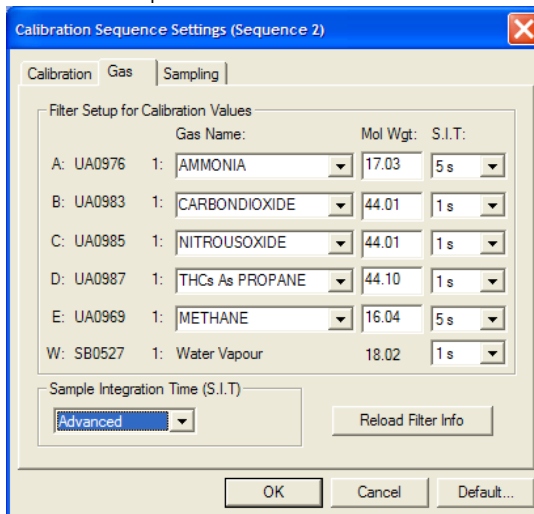 Calibration Sequence Settings (Sequence 2)
Calibration Gas Sampling
Filter Setup for Calibration Values
Gas Name: Mol Wgt: S.I.T:
A: UA0976 1: AMMONIA 17.03 5 s
B: UA0983 1: CARBONDIOXIDE 44.01 1 s
C: UA0985 1: NITROUSOXIDE 44.01 1 s
D: UA0987 1: THCs As PROPANE 44.10 1 s
E: UA0969 1: METHANE 16.04 5 s
W: SB0527 1: Water Vapour 18.02 1 s
Sample Integration Time (S.I.T)
Advanced Reload Filter Info
OK Cancel Default...